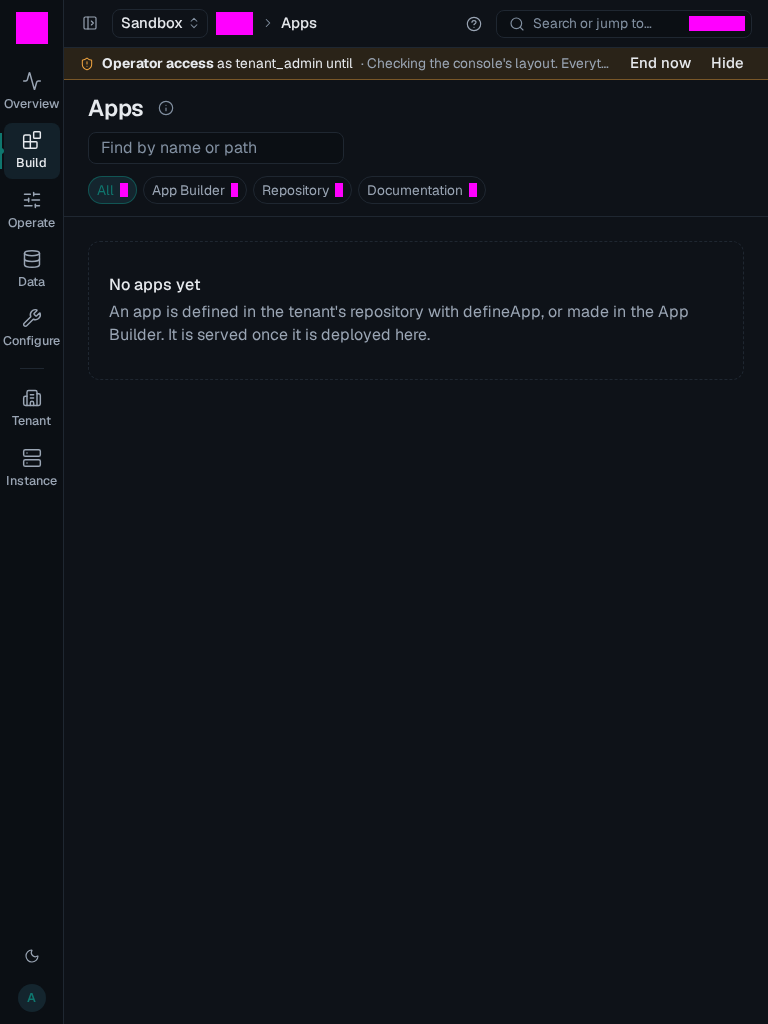 Sandbox
Apps
Search or jump to...
Operator access as tenant_admin until · Checking the console's layout. Everyt...
End now
Hide
Overview
Build
Operate
Data
Configure
Tenant
Instance
A
Apps
Find by name or path
All
App Builder
Repository
Documentation
No apps yet
An app is defined in the tenant's repository with defineApp, or made in the App
Builder. It is served once it is deployed here.